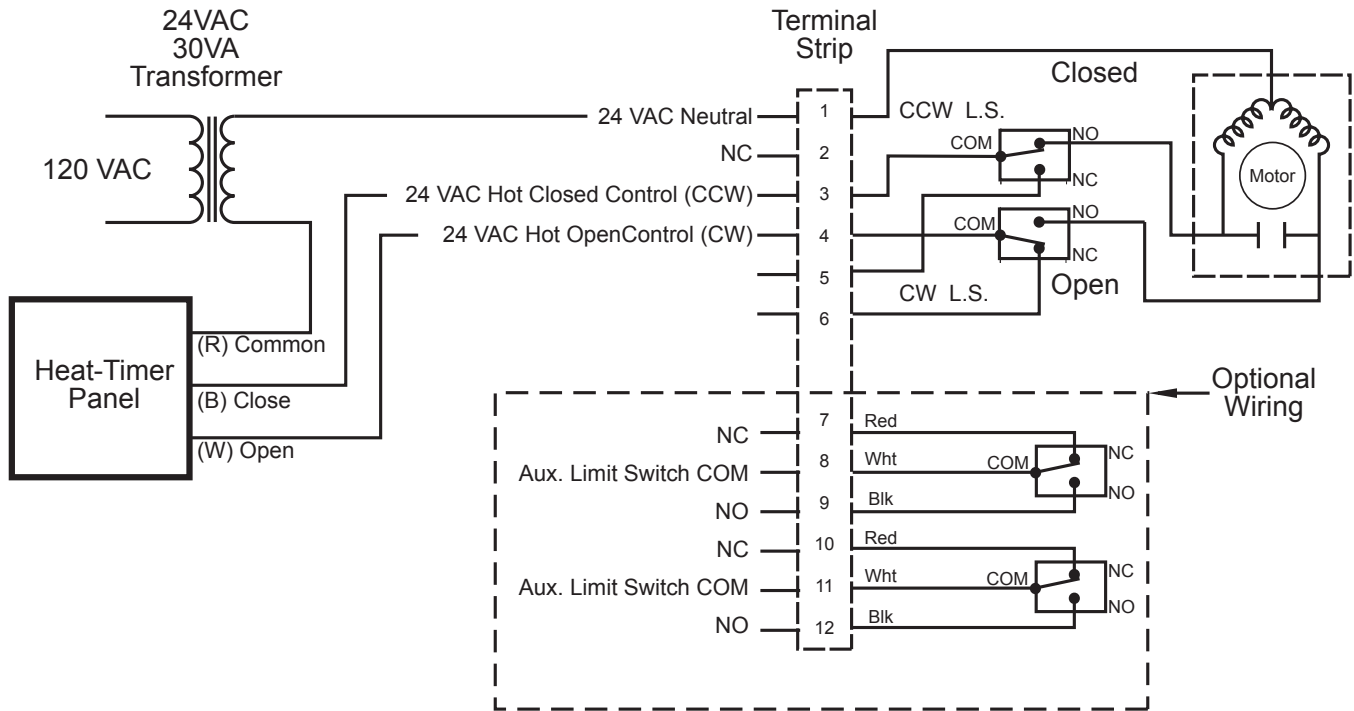 24VAC
30VA
Transformer
120 VAC
Heat-Timer
Panel
(R) Common
(B) Close
(W) Open
24 VAC Neutral
NC
24 VAC Hot Closed Control (CCW)
24 VAC Hot OpenControl (CW)
Terminal
Strip
1
2
3
4
5
6
CCW L.S.
Closed
COM
NO
NC
COM
NO
NC
CW L.S.
Open
Motor
Optional
Wiring
NC
7
Red
Aux. Limit Switch COM
8
Wht
COM
NC
NO
NO
9
Blk
NC
10
Red
Aux. Limit Switch COM
11
Wht
COM
NC
NO
NO
12
Blk